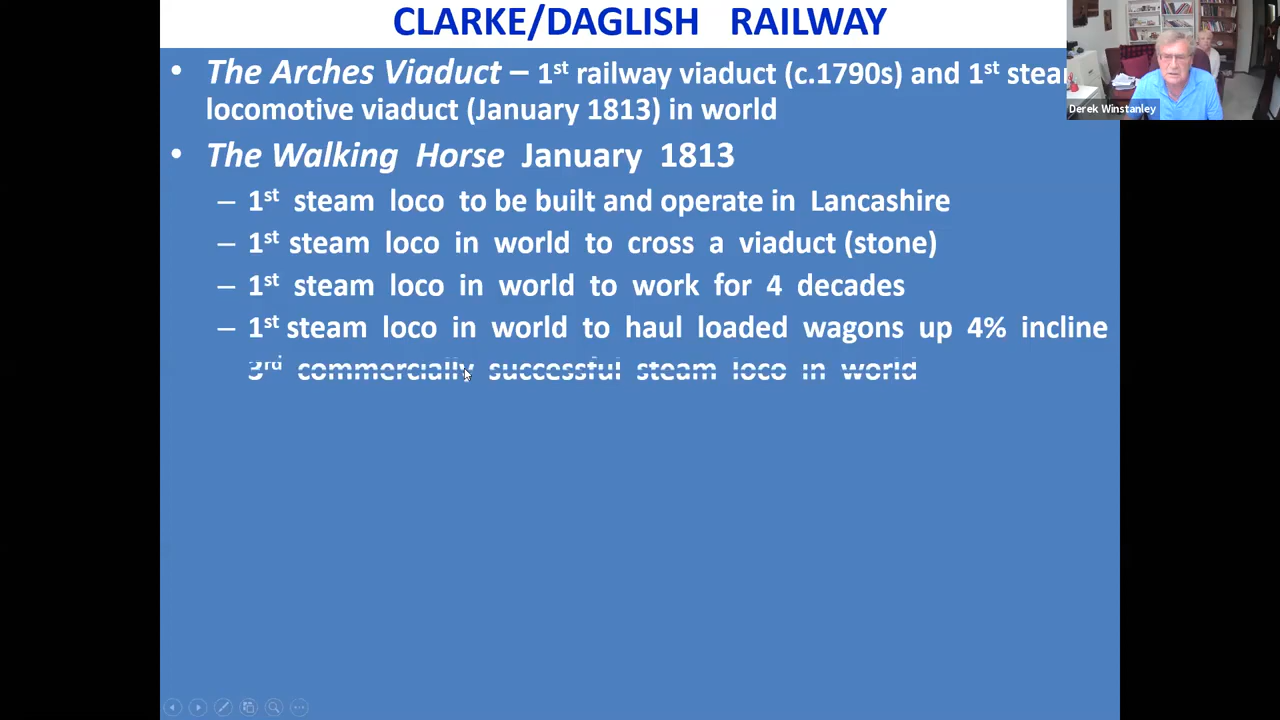 CLARKE/DAGLISH RAILWAY
• The Arches Viaduct – 1st railway viaduct (c.1790s) and 1st
locomotive viaduct (January 1813) in world
• The Walking Horse January 1813
– 1st steam loco to be built and operate in Lancashire
– 1st steam loco in world to cross a viaduct (stone)
– 1st steam loco in world to work for 4 decades
– 1st steam loco in world to haul loaded wagons up 4% incline
3rd commercially successful steam loco in world
Derek Winstanley